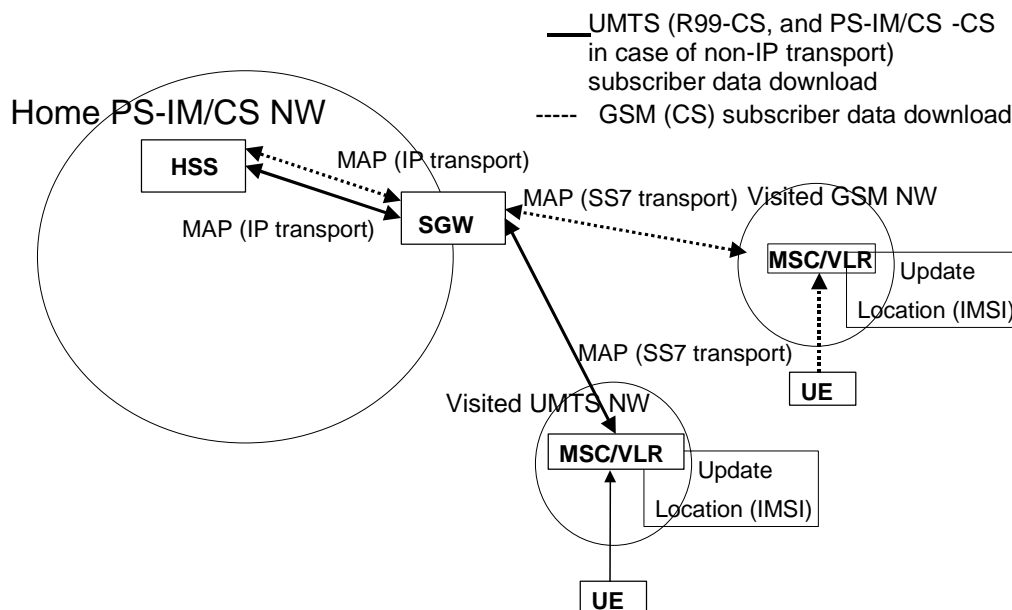 UMTS (R99-CS, and PS-IM/CS -CS
in case of non-IP transport)
subscriber data download
GSM (CS) subscriber data download
Home PS-IM/CS NW
HSS
MAP (IP transport)
MAP (IP transport)
SGW
MAP (SS7 transport)
Visited GSM NW
MSC/VLR
Update
Location (IMSI)
UE
MAP (SS7 transport)
Visited UMTS NW
MSC/VLR
Update
Location (IMSI)
UE